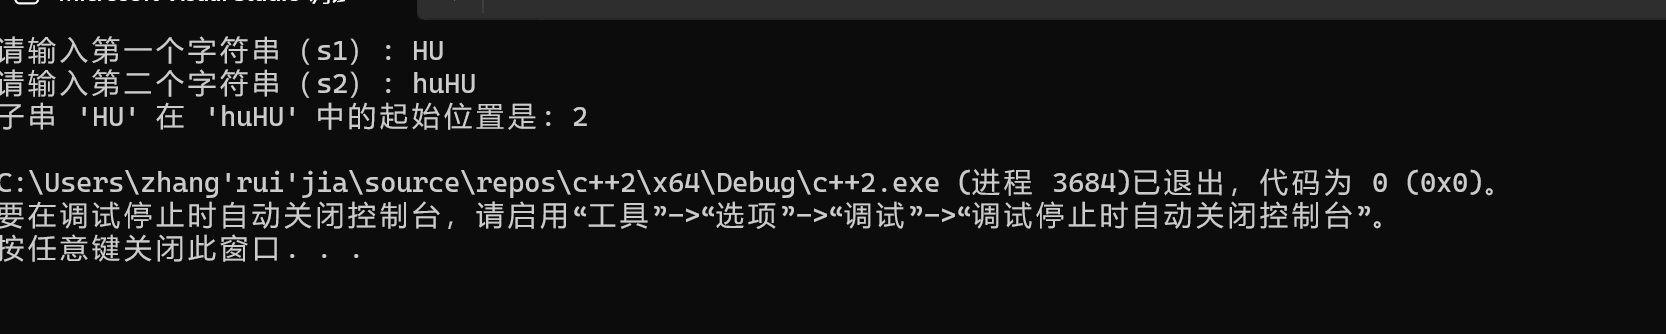 请输入第一个字符串 (s1) : HU
请输入第二个字符串 (s2) : huHU
子串 'HU' 在 'huHU' 中的起始位置是: 2
C:\Users\zhang'rui'jia\source\repos\c++2\x64\Debug\c++2.exe (进程 3684)已退出，代码为 0 (0x0)。
要在调试停止时自动关闭控制台，请启用“工具”->“选项”->“调试”->“调试停止时自动关闭控制台”。
按任意键关闭此窗口. . .